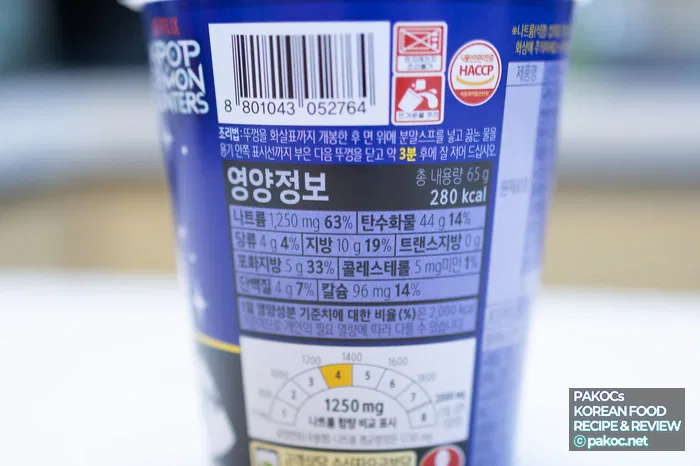 NETFLIX
KPOP
DEMON
HUNTERS
8 801043 052764
HACCP
제품명
조리법: 뚜껑을 화살표까지 개봉한 후 면 위에 분말스프를 넣고 끓는 물을
용기 안쪽 표시선까지 부은 다음 뚜껑을 닫고 약 3분 후에 잘 저어 드십시오.
영양정보
총 내용량 65 g
280 kcal
나트륨 1,250 mg 63% 탄수화물 44 g 14%
당류 4 g 4% 지방 10 g 19% 트랜스지방 0 g
포화지방 5 g 33% 콜레스테롤 5 mg미만 1%
단백질 4 g 7% 칼슘 96 mg 14%
1일 영양성분 기준치에 대한 비율(%)은 2,000 kcal
기준이므로 개인의 필요 열량에 따라 다를 수 있습니다.
1200 1400 1600 1800
1 2 3 4 5 6 7 8
1250 mg
나트륨 함량 비교 표시
PAKOCs
KOREAN FOOD
RECIPE & REVIEW
ⓒ pakoc.net